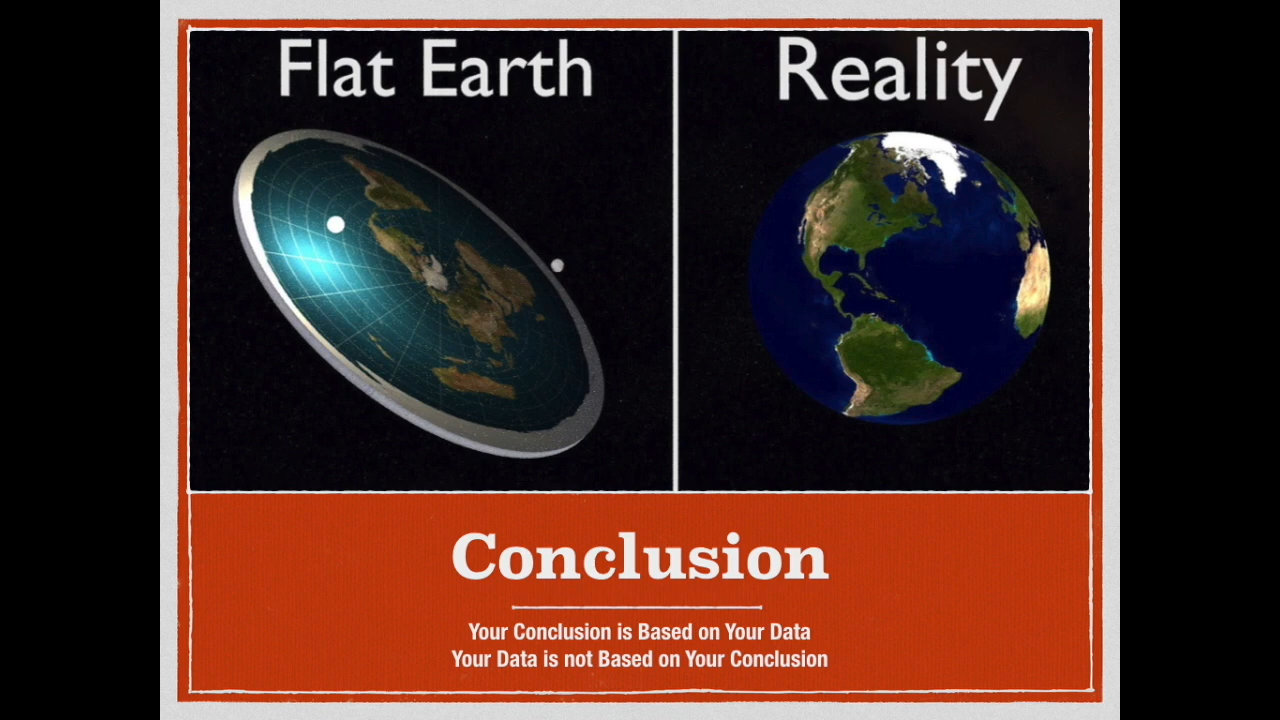 Flat Earth
Reality
Conclusion
Your Conclusion is Based on Your Data
Your Data is not Based on Your Conclusion